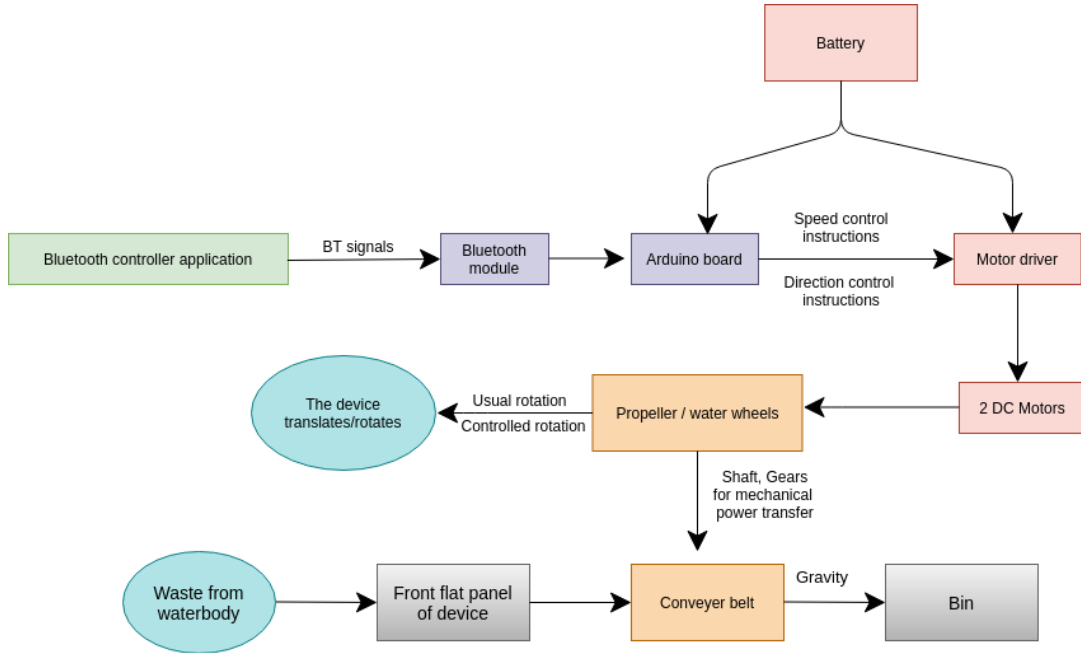 Battery
Speed control
instructions
BT signals
Bluetooth controller application
Bluetooth
module
Arduino board
Motor driver
Direction control
instructions
The device
translates/rotates
Usual rotation
Controlled rotation
Propeller / water wheels
2 DC Motors
Shaft, Gears
for mechanical
power transfer
Waste from
waterbody
Front flat panel
of device
Conveyer belt
Gravity
Bin